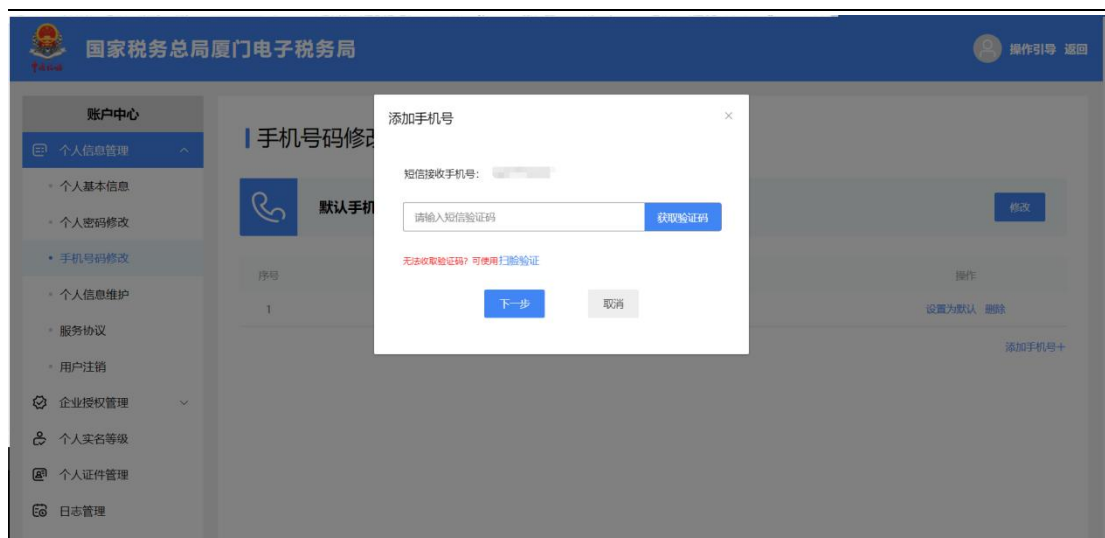 国家税务总局厦门电子税务局
操作引导 返回
账户中心
个人信息管理
个人基本信息
个人密码修改
手机号码修改
个人信息维护
服务协议
用户注销
企业授权管理
个人实名等级
个人证件管理
日志管理
手机号码修改
默认手机
修改
序号
操作
1
设置为默认 删除
添加手机号+
添加手机号
×
短信接收手机号:
请输入短信验证码
获取验证码
无法收取验证码?可使用扫脸验证
下一步
取消